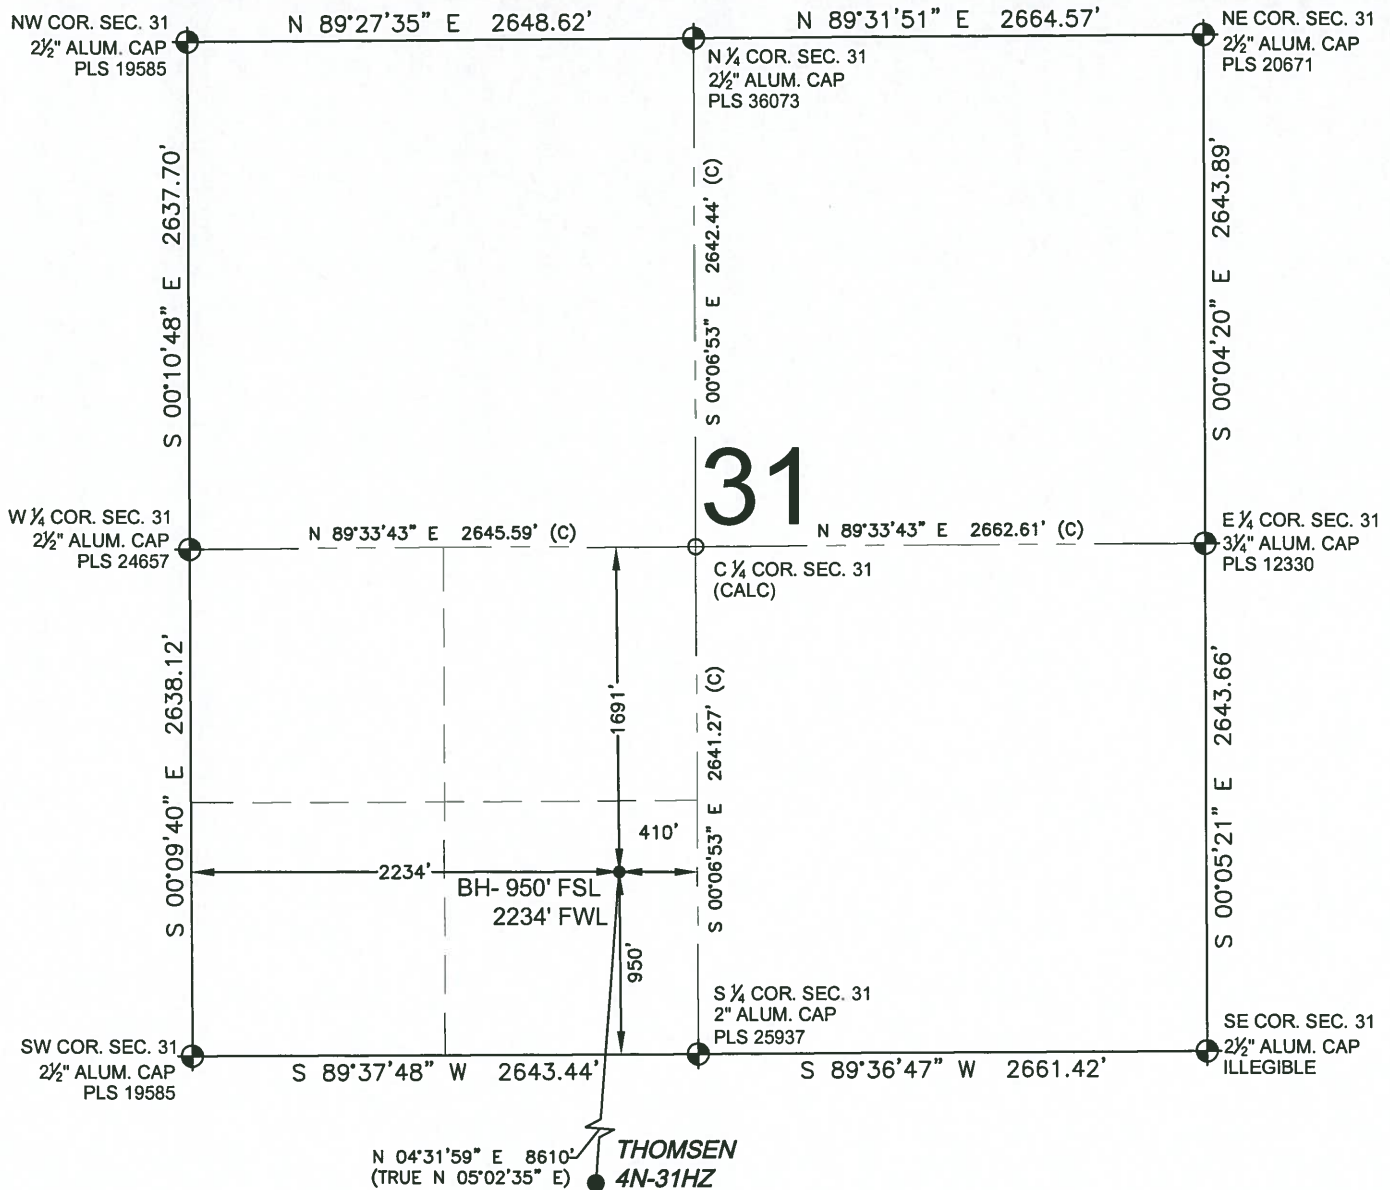 NW COR. SEC. 31
2½" ALUM. CAP
PLS 19585
N 89°27'35" E 2648.62'
N 89°31'51" E 2664.57'
NE COR. SEC. 31
2½" ALUM. CAP
PLS 20671
N ¼ COR. SEC. 31
2½" ALUM. CAP
PLS 36073
S 00°10'48" E 2637.70'
S 00°06'53" E 2642.44' (C)
S 00°04'20" E 2643.89'
31
W ¼ COR. SEC. 31
2½" ALUM. CAP
PLS 24657
N 89°33'43" E 2645.59' (C)
N 89°33'43" E 2662.61' (C)
E ¼ COR. SEC. 31
3¼" ALUM. CAP
PLS 12330
C ¼ COR. SEC. 31
(CALC)
S 00°09'40" E 2638.12'
1691'
S 00°06'53" E 2641.27' (C)
S 00°05'21" E 2643.66'
410'
2234'
BH- 950' FSL
2234' FWL
950'
S ¼ COR. SEC. 31
2" ALUM. CAP
PLS 25937
SW COR. SEC. 31
2½" ALUM. CAP
PLS 19585
S 89°37'48" W 2643.44'
S 89°36'47" W 2661.42'
SE COR. SEC. 31
2½" ALUM. CAP
ILLEGIBLE
N 04°31'59" E 8610'
(TRUE N 05°02'35" E)
THOMSEN
4N-31HZ